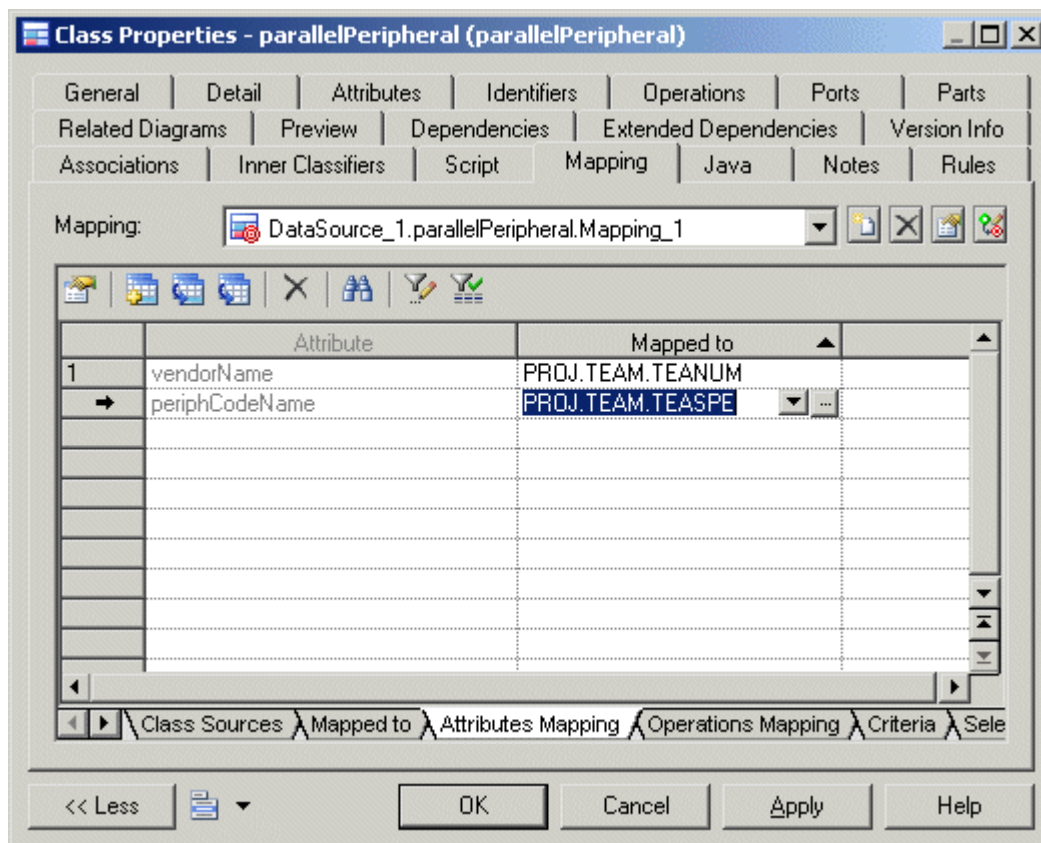 Class Properties - parallelPeripheral (parallelPeripheral)
General Detail Attributes Identifiers Operations Ports Parts
Related Diagrams Preview Dependencies Extended Dependencies Version Info
Associations Inner Classifiers Script Mapping Java Notes Rules
Mapping: DataSource_1.parallelPeripheral.Mapping_1
Attribute Mapped to
1 vendorName PROJ.TEAM.TEANUM
periphCodeName PROJ.TEAM.TEASPE ...
Class Sources Mapped to Attributes Mapping Operations Mapping Criteria Sele
<< Less OK Cancel Apply Help